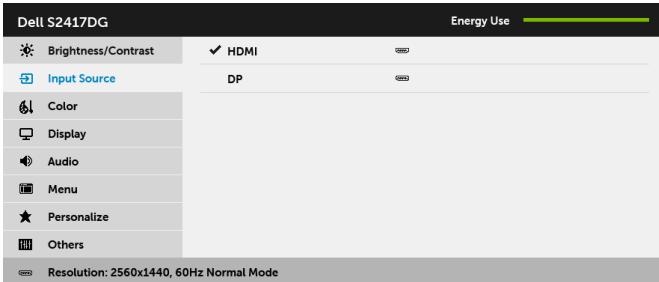 Dell S2417DG Energy Use
Brightness/Contrast HDMI
Input Source DP
Color
Display
Audio
Menu
Personalize
Others
Resolution: 2560x1440, 60Hz Normal Mode